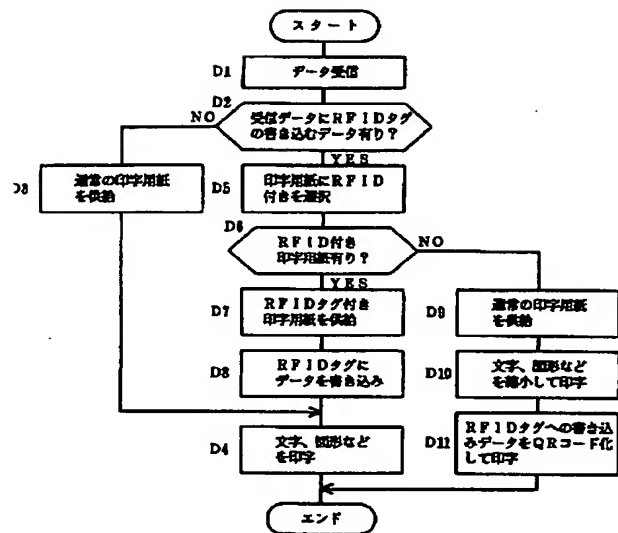 スタート
D1
データ受信
D2
NO
受信データにRFIDタグ
の書き込むデータ有り？
YES
D3
通常の印字用紙
を供給
D5
印字用紙にRFID
付きを選択
D6
RFID付き
印字用紙有り？
NO
YES
D7
RFIDタグ付き
印字用紙を供給
D9
通常の印字用紙
を供給
D8
RFIDタグに
データを書き込み
D10
文字、図形など
を縮小して印字
D4
文字、図形など
を印字
D11
RFIDタグへの書き込
みデータをQRコード化
して印字
エンド